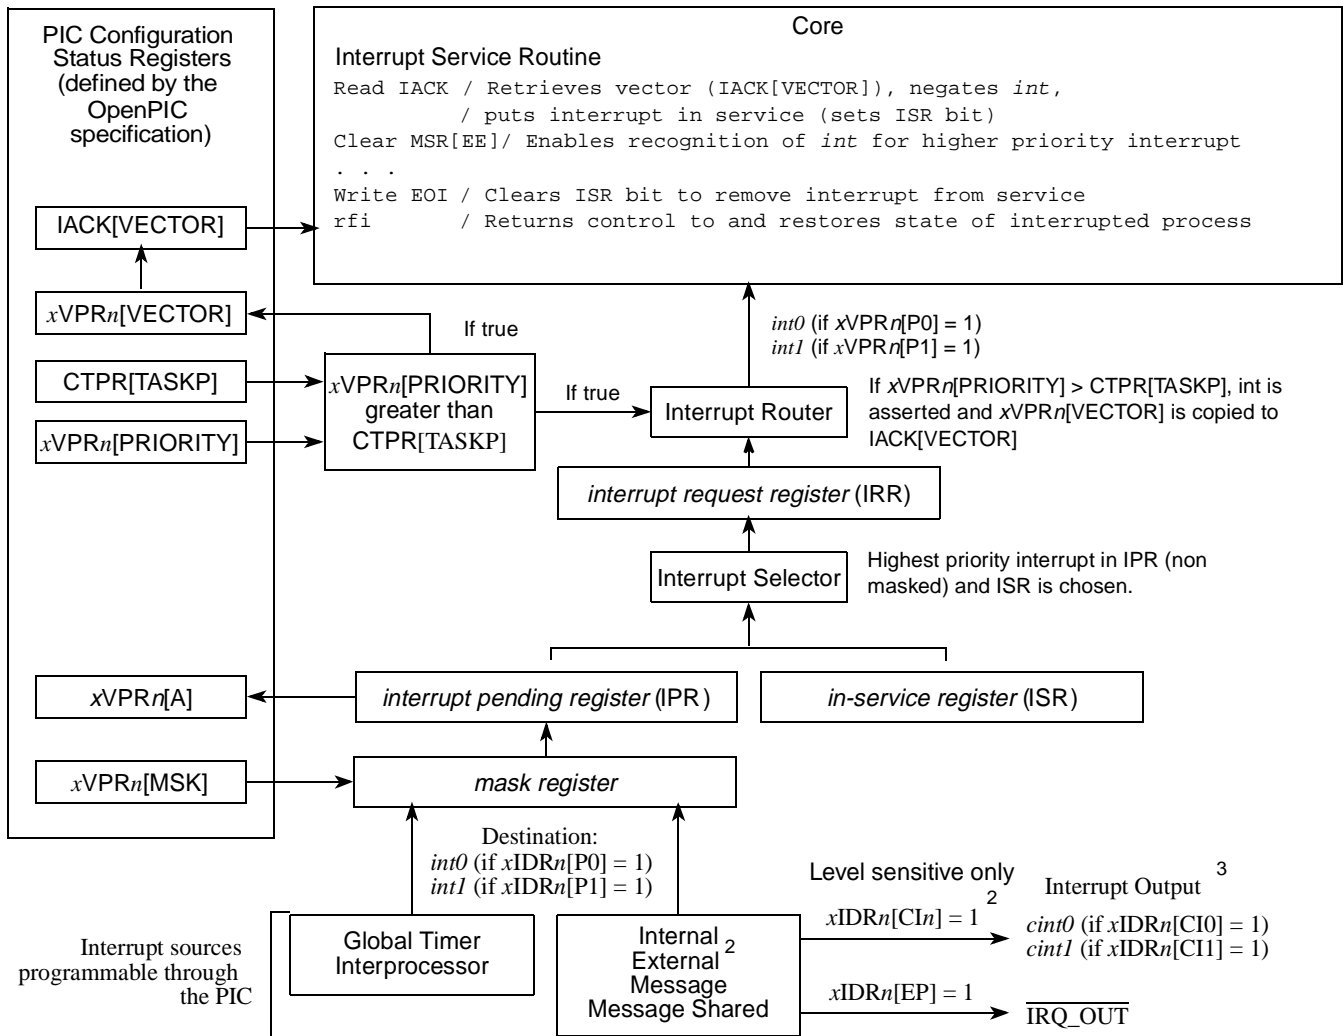 PIC Configuration
Status Registers
(defined by the
OpenPIC
specification)
IACK[VECTOR]
xVPRn[VECTOR]
CTPR[TASKP]
xVPRn[PRIORITY]
xVPRn[A]
xVPRn[MSK]
Core
Interrupt Service Routine
Read IACK / Retrieves vector (IACK[VECTOR]), negates int,
/ puts interrupt in service (sets ISR bit)
Clear MSR[EE]/ Enables recognition of int for higher priority interrupt
. . .
Write EOI / Clears ISR bit to remove interrupt from service
rfi / Returns control to and restores state of interrupted process
If true
xVPRn[PRIORITY]
greater than
CTPR[TASKP]
If true
int0 (if xVPRn[P0] = 1)
int1 (if xVPRn[P1] = 1)
Interrupt Router
If xVPRn[PRIORITY] > CTPR[TASKP], int is
asserted and xVPRn[VECTOR] is copied to
IACK[VECTOR]
interrupt request register (IRR)
Interrupt Selector
Highest priority interrupt in IPR (non
masked) and ISR is chosen.
interrupt pending register (IPR)
in-service register (ISR)
mask register
Destination:
int0 (if xIDRn[P0] = 1)
int1 (if xIDRn[P1] = 1)
Interrupt sources
programmable through
the PIC
Global Timer
Interprocessor
Internal
External 2
Message
Message Shared
Level sensitive only
2
xIDRn[CIn] = 1
Interrupt Output 3
cint0 (if xIDRn[CI0] = 1)
cint1 (if xIDRn[CI1] = 1)
xIDRn[EP] = 1
IRQ_OUT